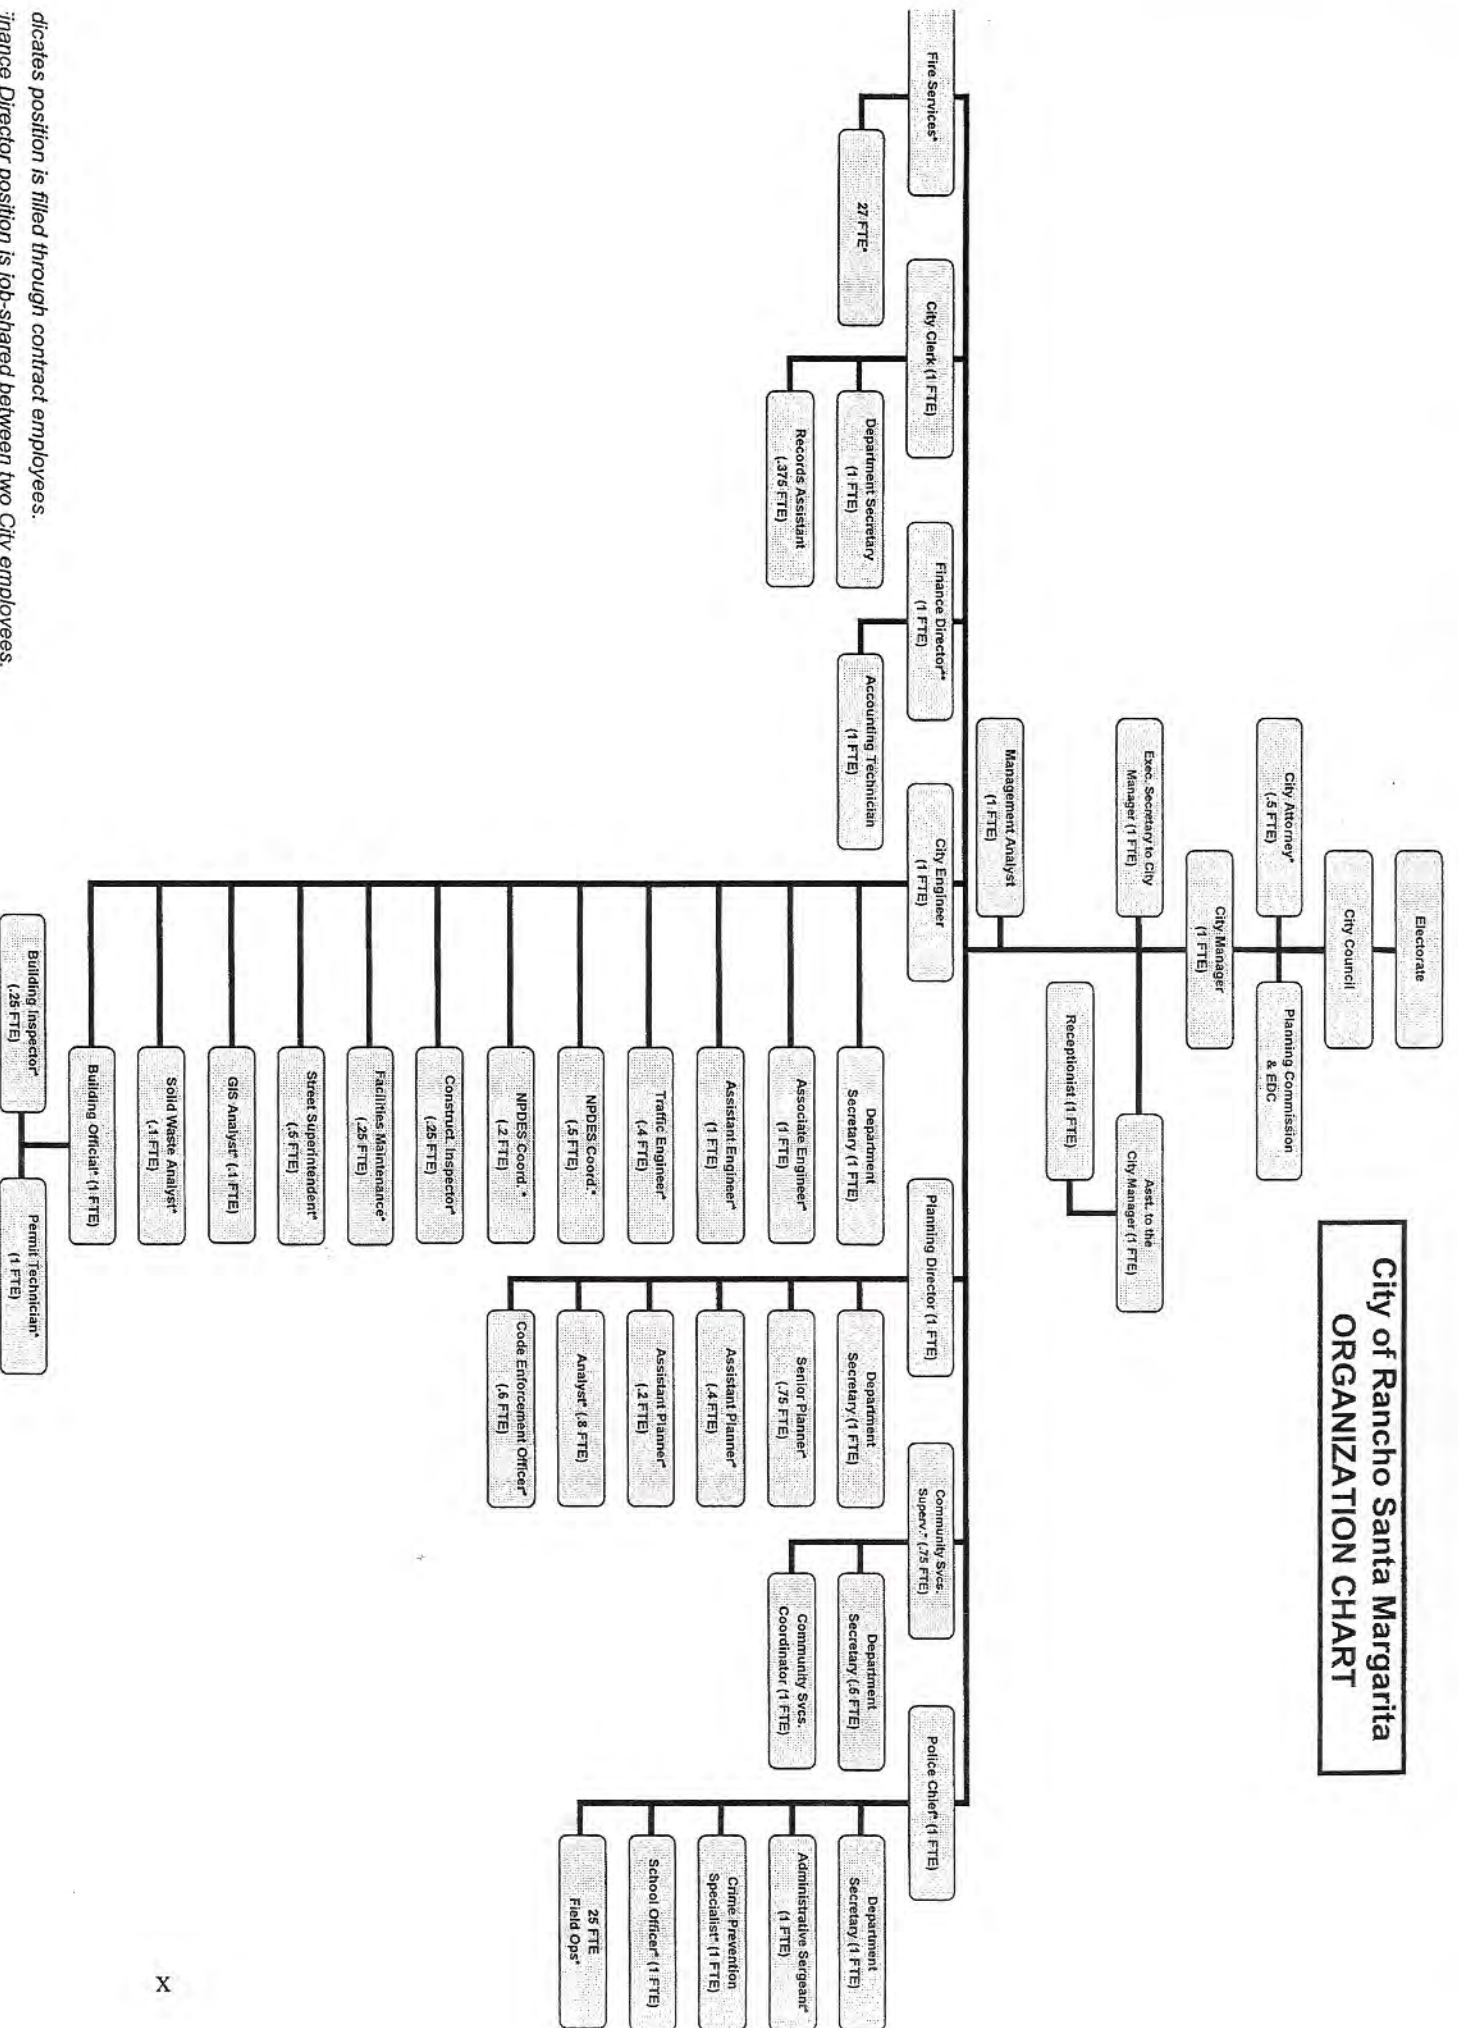 City of Rancho Santa Margarita
ORGANIZATION CHART
Electorate
City Council
City Attorney*
(.5 FTE)
Planning Commission
& EDC
City Manager
(1 FTE)
Exec. Secretary to City
Manager (1 FTE)
Asst. to the
City Manager (1 FTE)
Receptionist (1 FTE)
Management Analyst
(1 FTE)
Fire Services*
27 FTE*
City Clerk (1 FTE)
Department Secretary
(1 FTE)
Records Assistant
(.375 FTE)
Finance Director**
(1 FTE)
Accounting Technician
(1 FTE)
City Engineer
(1 FTE)
Department
Secretary (1 FTE)
Associate Engineer*
(1 FTE)
Assistant Engineer*
(1 FTE)
Traffic Engineer*
(.4 FTE)
NPDES Coord.*
(.5 FTE)
NPDES Coord. *
(.2 FTE)
Construct. Inspector*
(.25 FTE)
Facilities Maintenance*
(.25 FTE)
Street Superintendent*
(.5 FTE)
GIS Analyst* (.1 FTE)
Solid Waste Analyst*
(.1 FTE)
Building Official* (1 FTE)
Building Inspector*
(.25 FTE)
Permit Technician*
(1 FTE)
Planning Director (1 FTE)
Department
Secretary (1 FTE)
Senior Planner*
(.75 FTE)
Assistant Planner*
(.4 FTE)
Assistant Planner*
(.2 FTE)
Analyst* (.8 FTE)
Code Enforcement Officer*
(.6 FTE)
Community Svcs.
Superv.* (.75 FTE)
Department
Secretary (.5 FTE)
Community Svcs.
Coordinator (1 FTE)
Police Chief* (1 FTE)
Department
Secretary (1 FTE)
Administrative Sergeant*
(1 FTE)
Crime Prevention
Specialist* (1 FTE)
School Officer* (1 FTE)
25 FTE
Field Ops*
dicates position is filled through contract employees.
inance Director position is job-shared between two City employees.
x